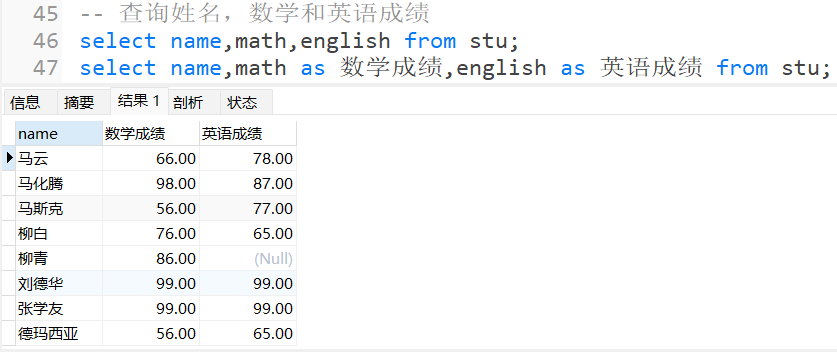 45 -- 查询姓名，数学和英语成绩
46 select name,math,english from stu;
47 select name,math as 数学成绩,english as 英语成绩 from stu;
信息 摘要 结果 1 剖析 状态
name 数学成绩 英语成绩
马云 66.00 78.00
马化腾 98.00 87.00
马斯克 56.00 77.00
柳白 76.00 65.00
柳青 86.00 (Null)
刘德华 99.00 99.00
张学友 99.00 99.00
德玛西亚 56.00 65.00